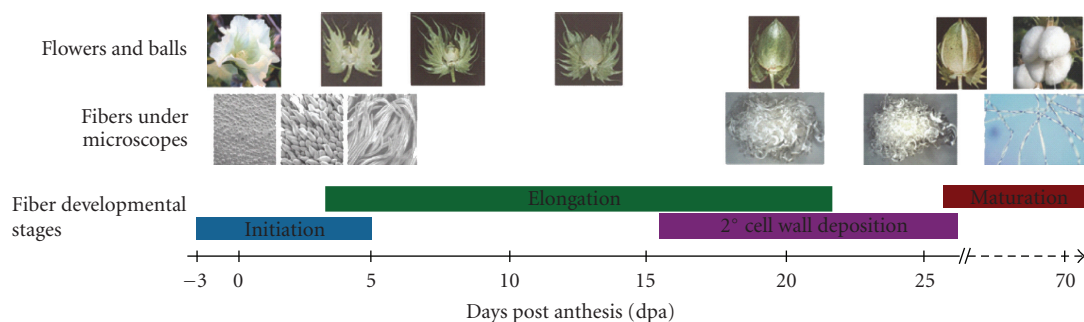 Flowers and balls
Fibers under
microscopes
Fiber developmental
stages
Elongation
Maturation
Initiation
2° cell wall deposition
−3 0 5 10 15 20 25 70
Days post anthesis (dpa)